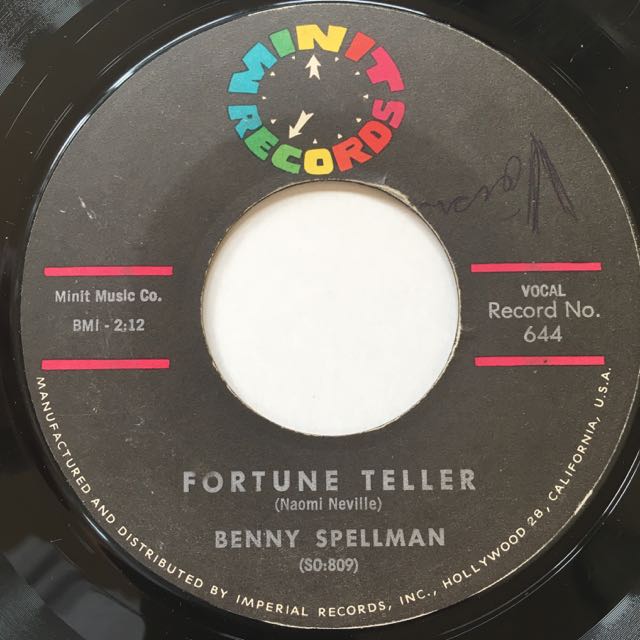 MINIT
RECORDS
Minit Music Co.
BMI - 2:12
VOCAL
Record No.
644
FORTUNE TELLER
(Naomi Neville)
BENNY SPELLMAN
(SO:809)
MANUFACTURED AND DISTRIBUTED BY IMPERIAL RECORDS, INC., HOLLYWOOD 28, CALIFORNIA, U.S.A.